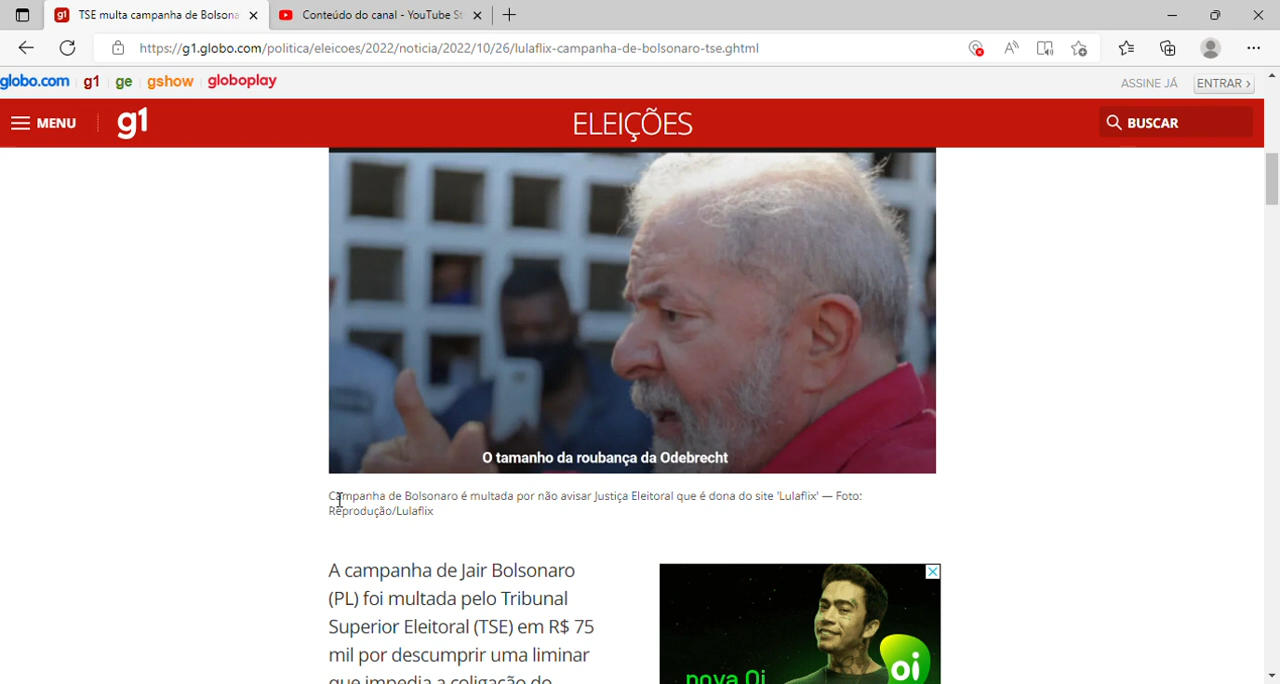 TSE multa campanha de Bolsona
Conteúdo do canal - YouTube St
https://g1.globo.com/politica/eleicoes/2022/noticia/2022/10/26/lulaflix-campanha-de-bolsonaro-tse.ghtml
globo.com g1 ge gshow globoplay ASSINE JÁ ENTRAR ›
MENU g1 ELEIÇÕES BUSCAR
O tamanho da roubança da Odebrecht
Campanha de Bolsonaro é multada por não avisar Justiça Eleitoral que é dona do site 'Lulaflix' — Foto:
Reprodução/Lulaflix
A campanha de Jair Bolsonaro
(PL) foi multada pelo Tribunal
Superior Eleitoral (TSE) em R$ 75
mil por descumprir uma liminar
que impedia a coligação do
nova Oi
oi